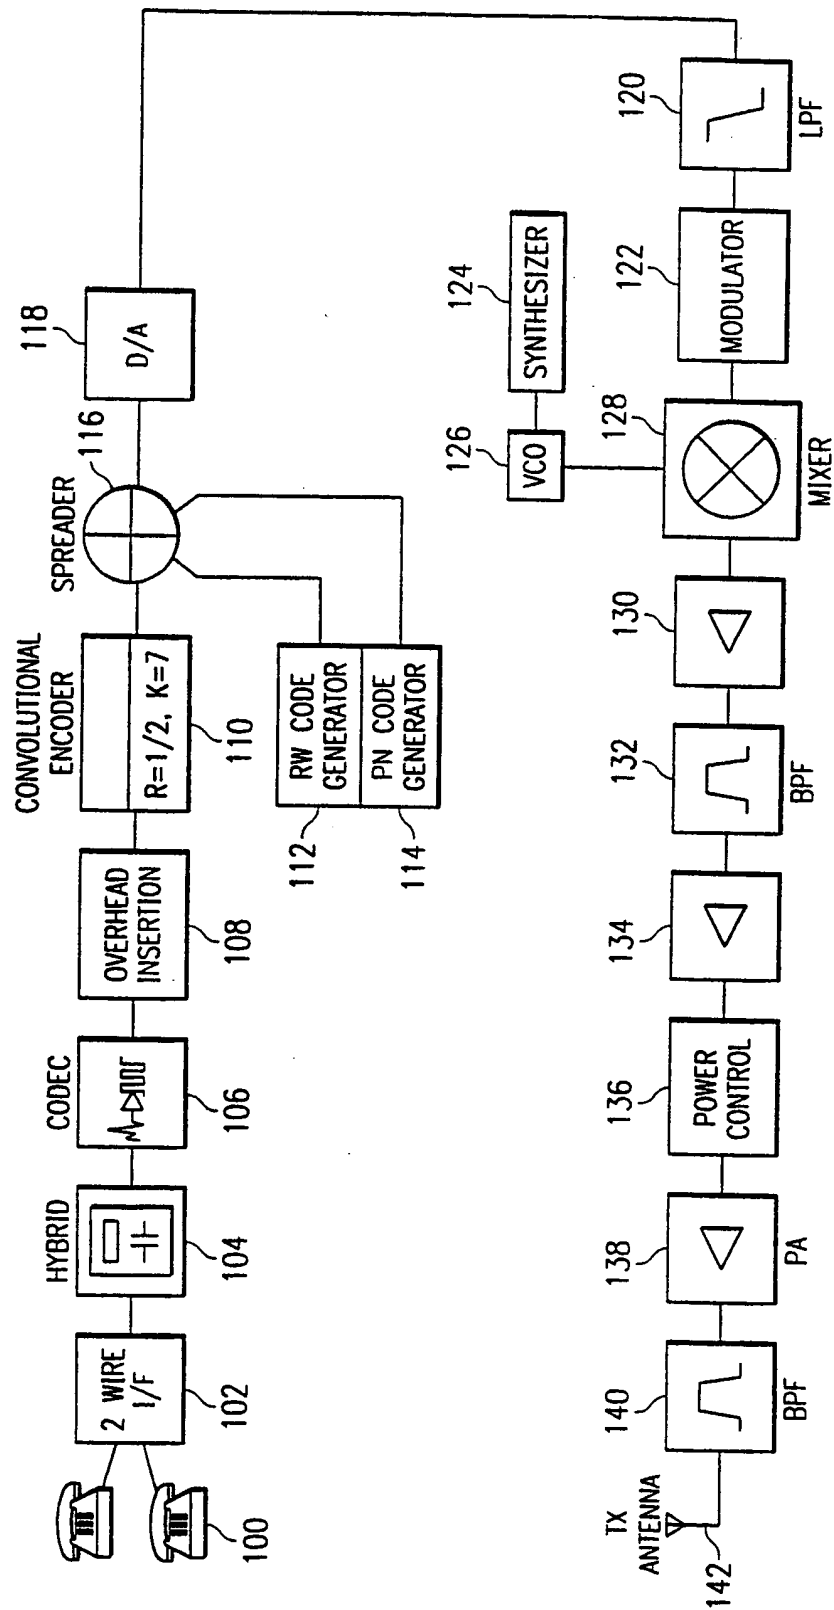 100
2 WIRE
I/F
102
HYBRID
104
CODEC
106
OVERHEAD
INSERTION
108
CONVOLUTIONAL
ENCODER
R=1/2, K=7
110
RW CODE
GENERATOR
112
PN CODE
GENERATOR
114
SPREADER
116
118
D/A
120
LPF
122
MODULATOR
124
SYNTHESIZER
126
VCO
128
MIXER
130
132
BPF
134
136
POWER
CONTROL
138
PA
140
BPF
TX
ANTENNA
142